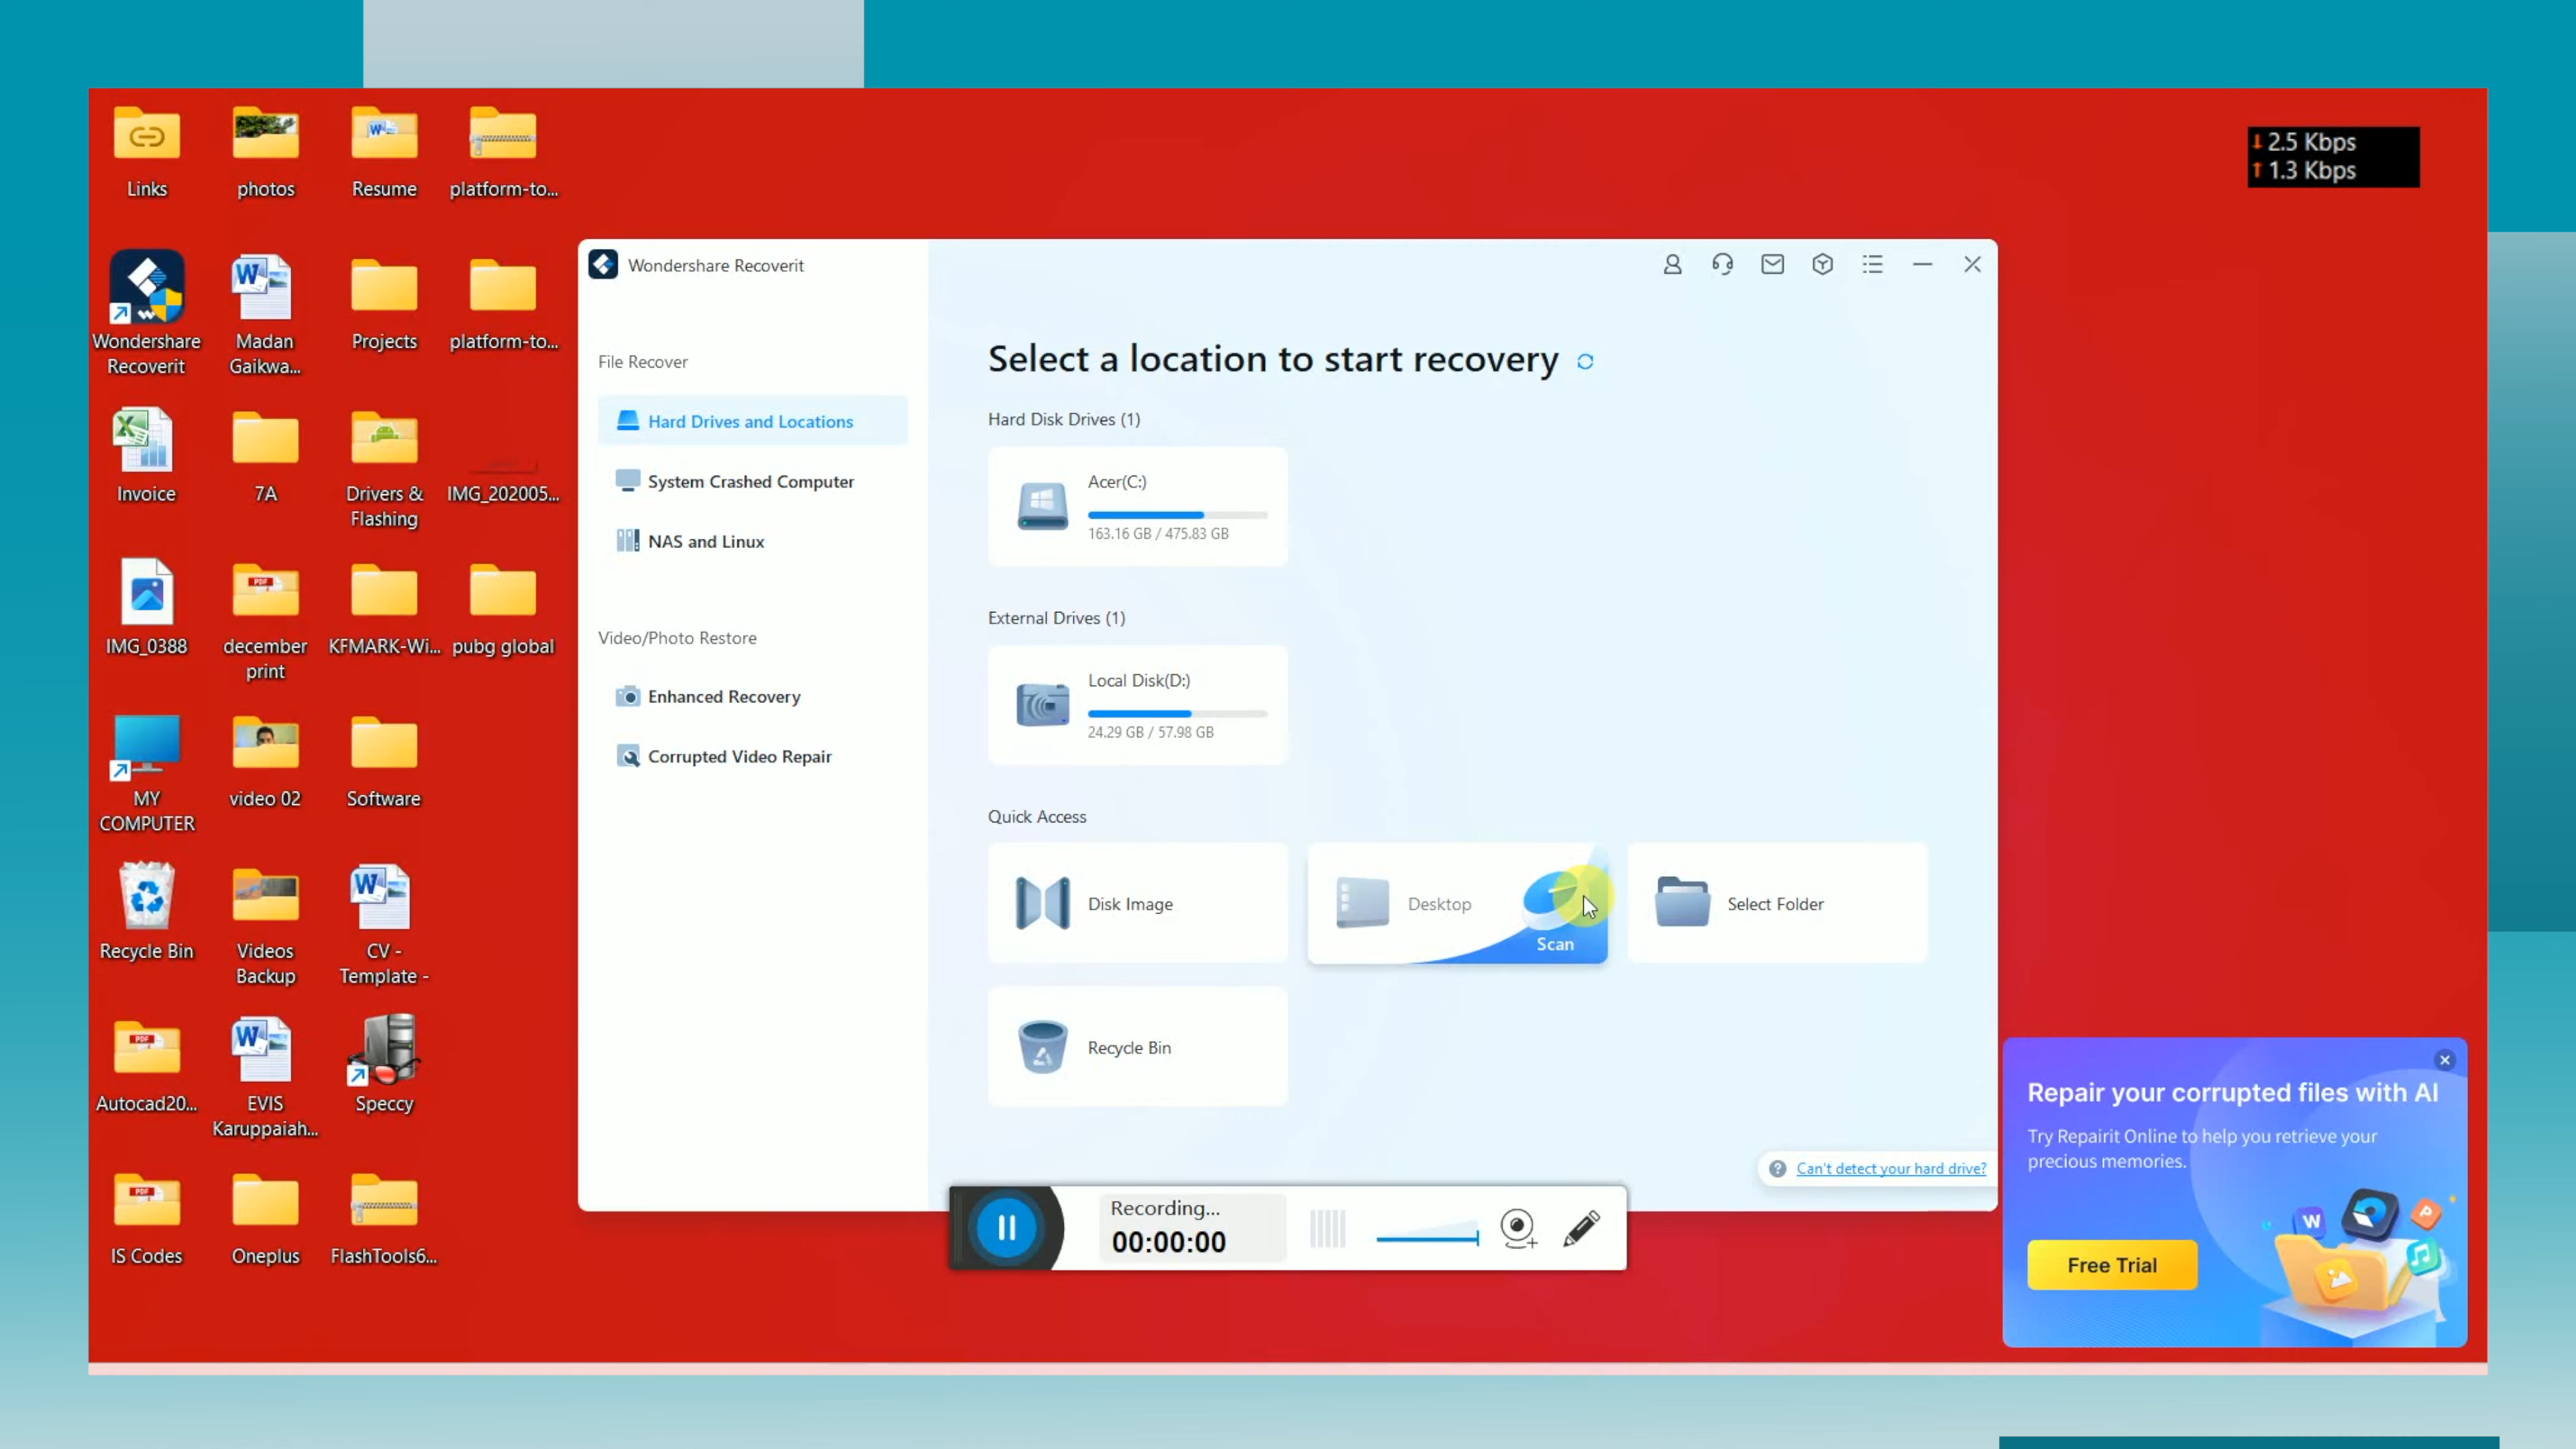 Links
photos
Resume
platform-to...
↓ 2.5 Kbps
↑ 1.3 Kbps
Wondershare
Recoverit
Madan
Gaikwa...
Projects
platform-to...
Invoice
7A
Drivers &
Flashing
IMG_202005...
IMG_0388
december
print
KFMARK-Wi...
pubg global
MY
COMPUTER
video 02
Software
Recycle Bin
Videos
Backup
CV -
Template -
Autocad20...
EVIS
Karuppaiah...
Speccy
IS Codes
Oneplus
FlashTools6...
Wondershare Recoverit
File Recover
Hard Drives and Locations
System Crashed Computer
NAS and Linux
Video/Photo Restore
Enhanced Recovery
Corrupted Video Repair
Select a location to start recovery
Hard Disk Drives (1)
Acer(C:)
163.16 GB / 475.83 GB
External Drives (1)
Local Disk(D:)
24.29 GB / 57.98 GB
Quick Access
Disk Image
Desktop
Scan
Select Folder
Recycle Bin
Can't detect your hard drive?
Recording...
00:00:00
Repair your corrupted files with AI
Try Repairit Online to help you retrieve your
precious memories.
Free Trial